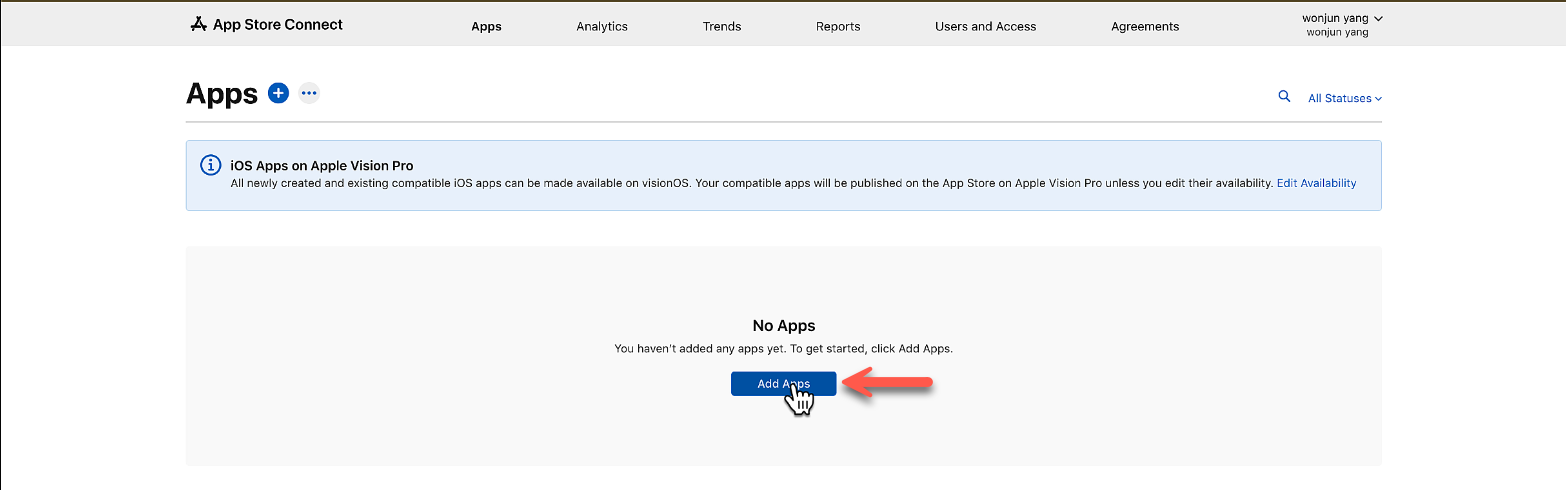 App Store Connect
Apps
Analytics
Trends
Reports
Users and Access
Agreements
wonjun yang
wonjun yang
Apps
All Statuses
iOS Apps on Apple Vision Pro
All newly created and existing compatible iOS apps can be made available on visionOS. Your compatible apps will be published on the App Store on Apple Vision Pro unless you edit their availability. Edit Availability
No Apps
You haven't added any apps yet. To get started, click Add Apps.
Add Apps